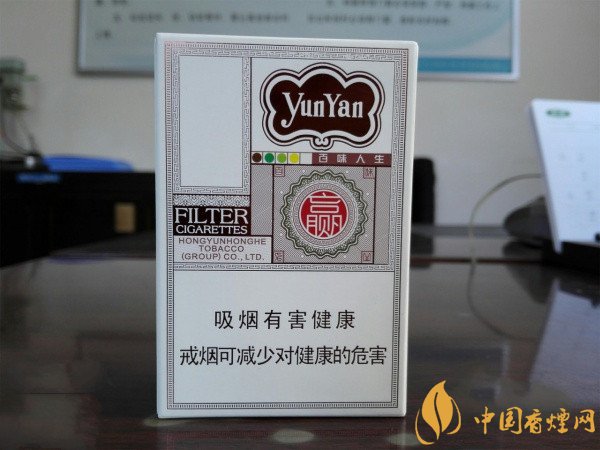 YunYan
百味人生
赢
FILTER
CIGARETTES
HONGYUNHONGHE
TOBACCO
(GROUP) CO., LTD.
吸烟有害健康
戒烟可减少对健康的危害
中国香烟网